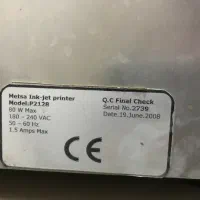 Metsa Ink-jet printer
Model:P2128
80 W Max
180 - 240 VAC
50 - 60 Hz
1.5 Amps Max
Q.C Final Check
Serial No.2739
Date.19.June.2008
CE